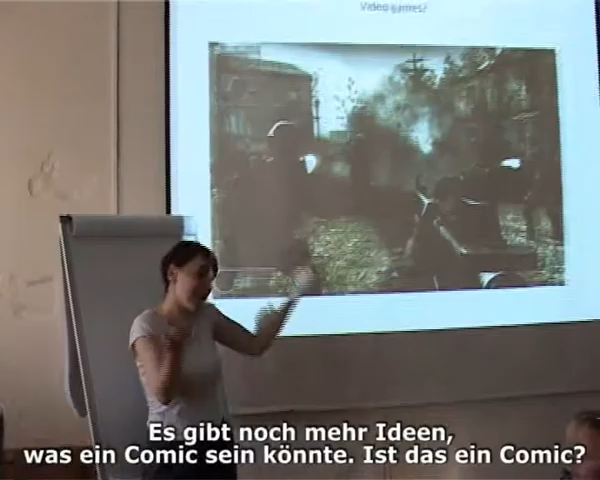 Video games?
Es gibt noch mehr Ideen,
was ein Comic sein könnte. Ist das ein Comic?